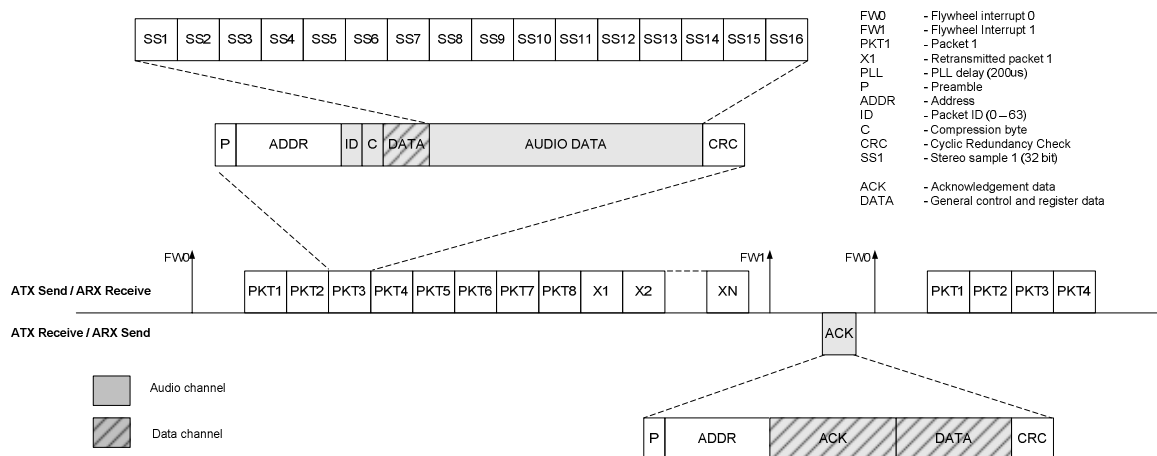 SS1 SS2 SS3 SS4 SS5 SS6 SS7 SS8 SS9 SS10 SS11 SS12 SS13 SS14 SS15 SS16
FW0 - Flywheel interrupt 0
FW1 - Flywheel Interrupt 1
PKT1 - Packet 1
X1 - Retransmitted packet 1
PLL - PLL delay (200us)
P - Preamble
ADDR - Address
ID - Packet ID (0 – 63)
C - Compression byte
CRC - Cyclic Redundancy Check
SS1 - Stereo sample 1 (32 bit)
ACK - Acknowledgement data
DATA - General control and register data
P ADDR ID C DATA AUDIO DATA CRC
FW0 FW1 FW0
ATX Send / ARX Receive PKT1 PKT2 PKT3 PKT4 PKT5 PKT6 PKT7 PKT8 X1 X2 XN PKT1 PKT2 PKT3 PKT4
ATX Receive / ARX Send ACK
Audio channel
Data channel
P ADDR ACK DATA CRC